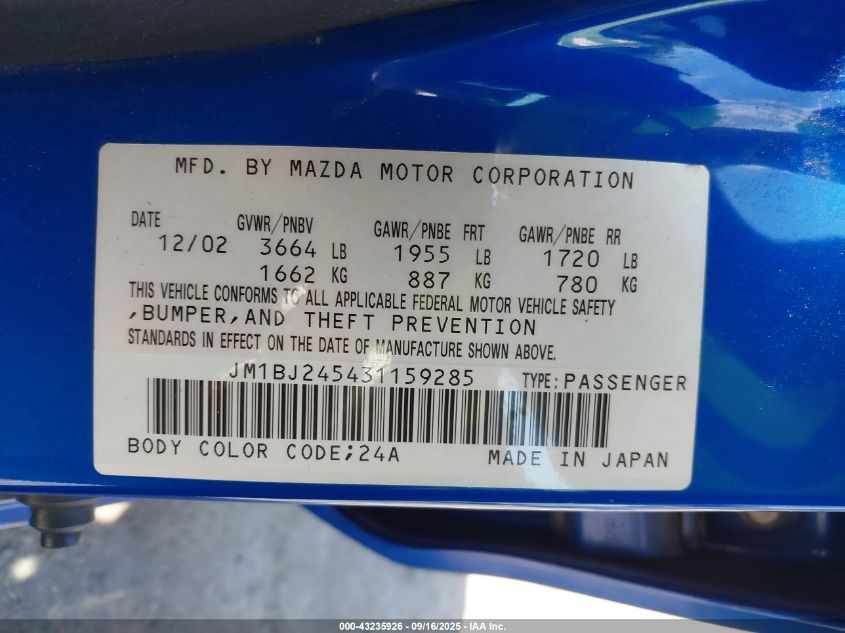 MFD. BY MAZDA MOTOR CORPORATION
DATE GVWR/PNBV GAWR/PNBE FRT GAWR/PNBE RR
12/02 3664 LB 1955 LB 1720 LB
1662 KG 887 KG 780 KG
THIS VEHICLE CONFORMS TO ALL APPLICABLE FEDERAL MOTOR VEHICLE SAFETY
,BUMPER,AND THEFT PREVENTION
STANDARDS IN EFFECT ON THE DATE OF MANUFACTURE SHOWN ABOVE.
JM1BJ245431159285 TYPE:PASSENGER
BODY COLOR CODE;24A MADE IN JAPAN
000-43235926 - 09/16/2025 - IAA Inc.